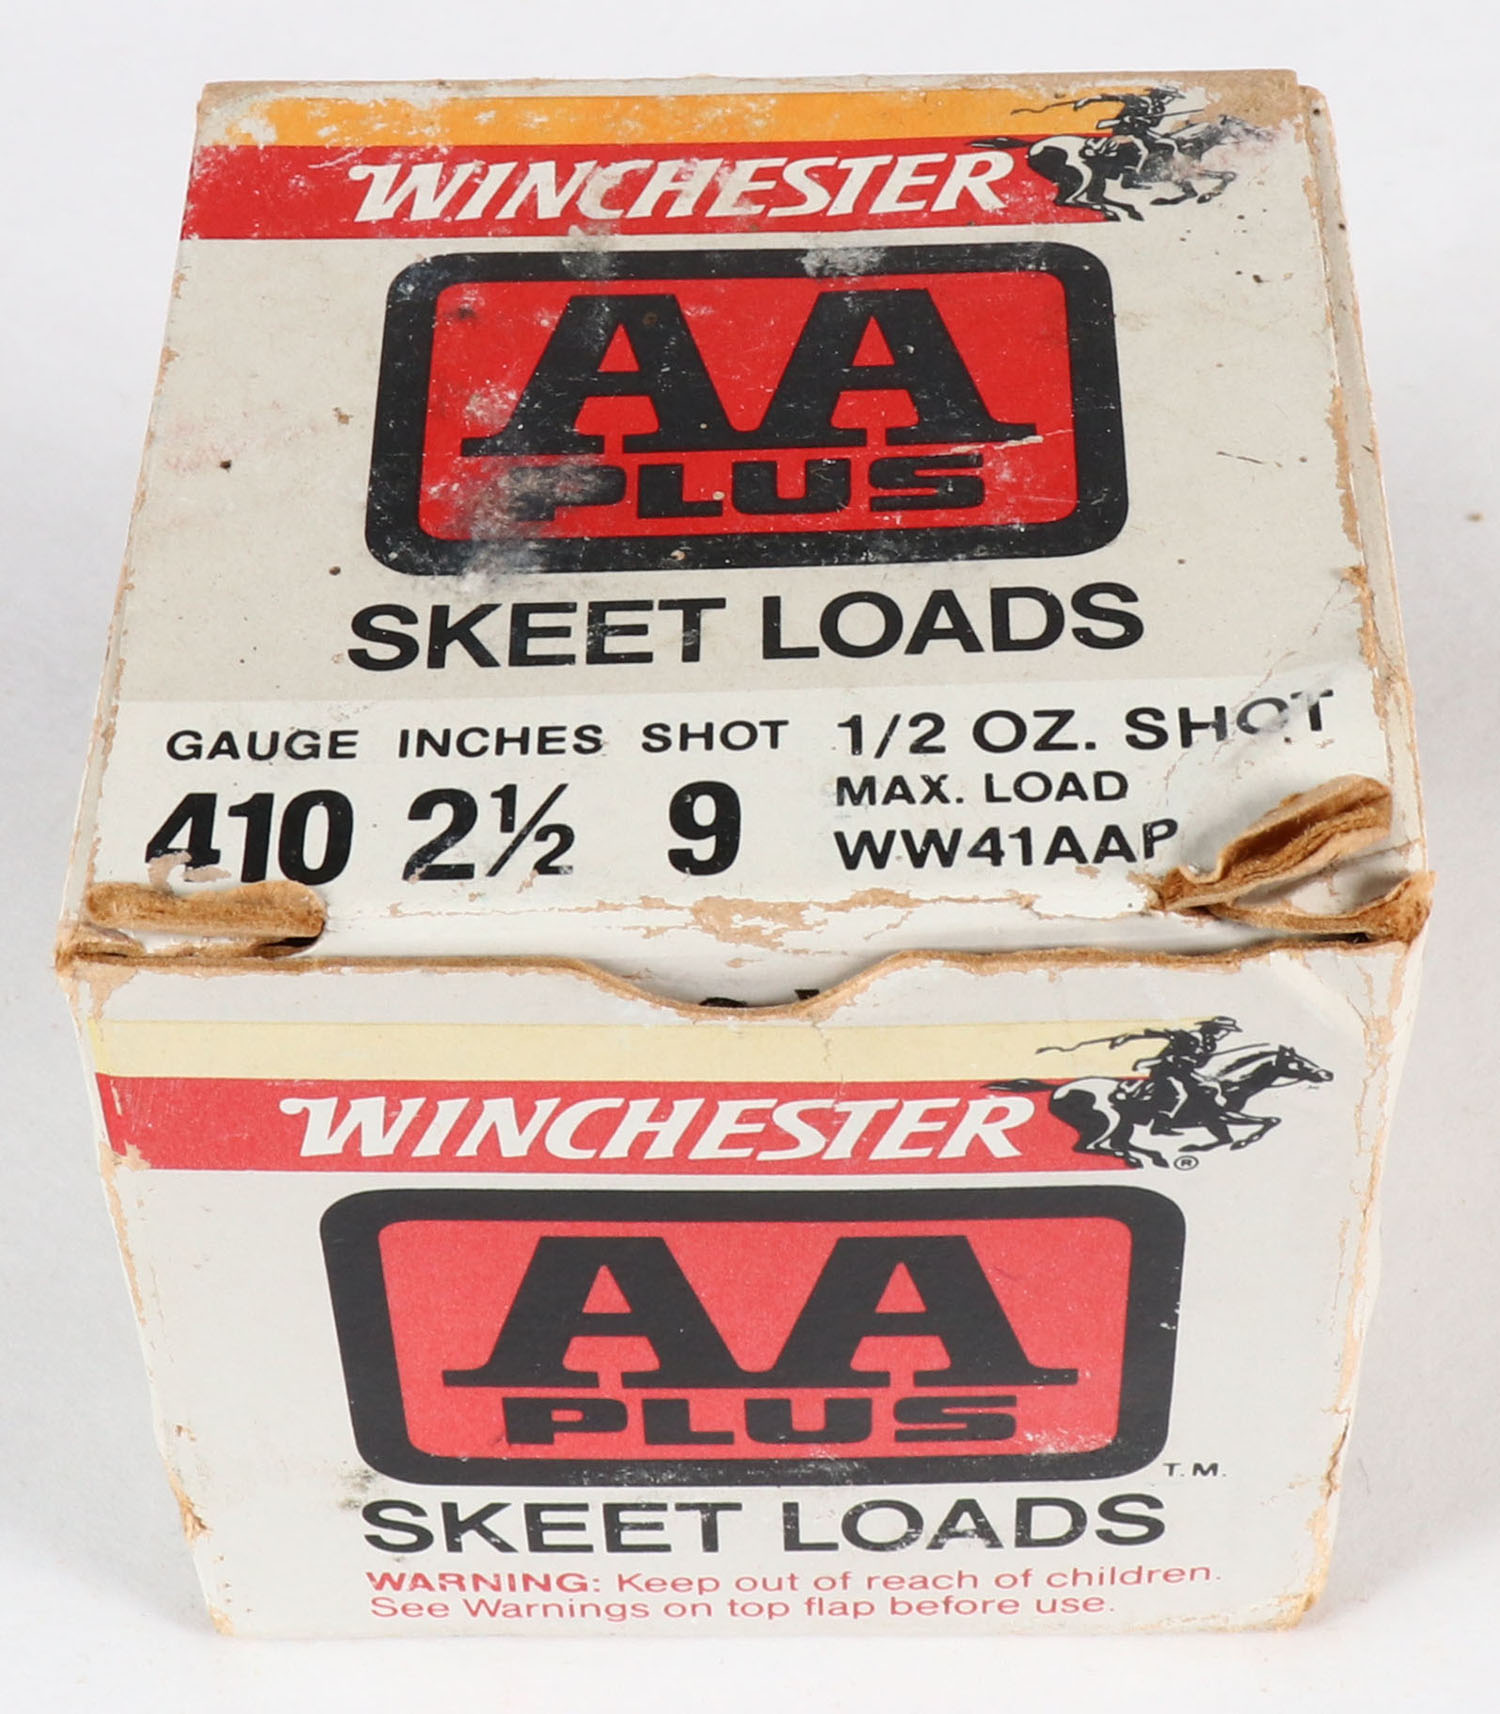 WINCHESTER
AA
PLUS
SKEET LOADS
GAUGE INCHES SHOT 1/2 OZ. SHOT
410 2½ 9 MAX. LOAD
WW41AAP
WINCHESTER
®
AA
PLUS
T.M.
SKEET LOADS
WARNING: Keep out of reach of children.
See Warnings on top flap before use.